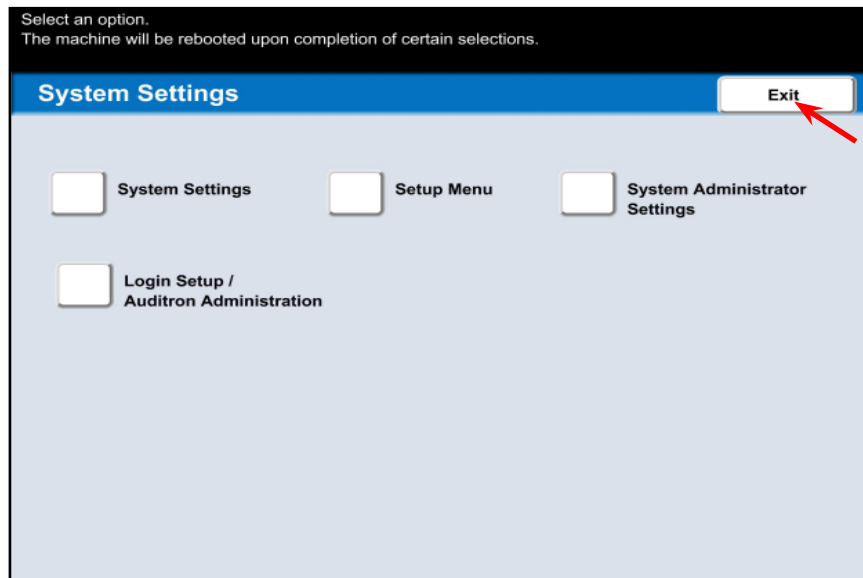 Select an option.
The machine will be rebooted upon completion of certain selections.
System Settings
Exit
System Settings
Setup Menu
System Administrator
Settings
Login Setup /
Auditron Administration